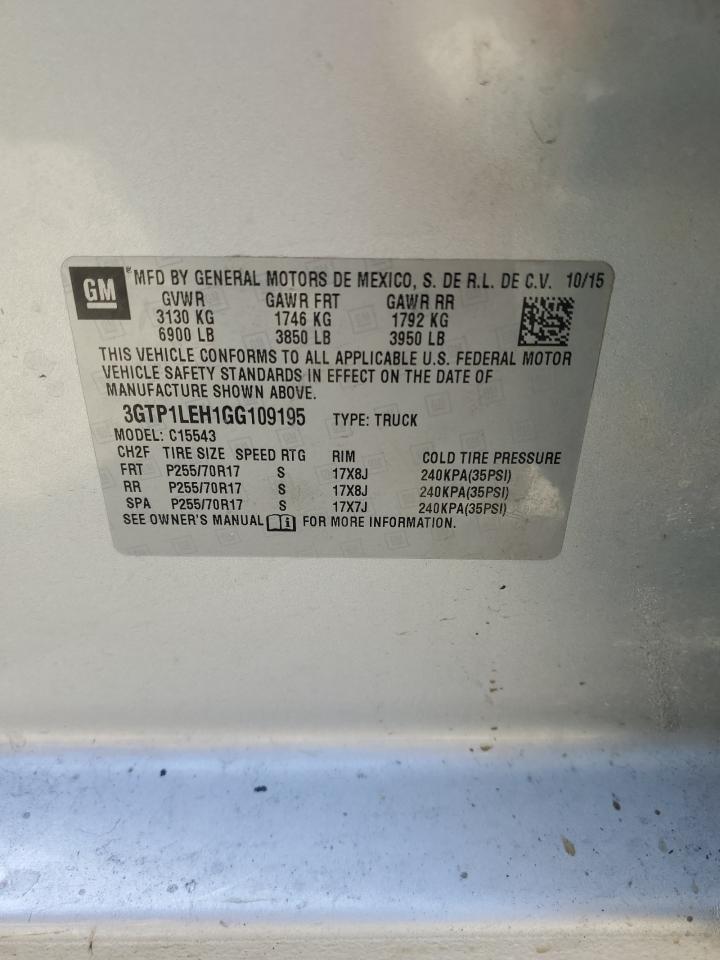 GM ® MFD BY GENERAL MOTORS DE MEXICO, S. DE R.L. DE C.V. 10/15
GVWR GAWR FRT GAWR RR
3130 KG 1746 KG 1792 KG
6900 LB 3850 LB 3950 LB
THIS VEHICLE CONFORMS TO ALL APPLICABLE U.S. FEDERAL MOTOR
VEHICLE SAFETY STANDARDS IN EFFECT ON THE DATE OF
MANUFACTURE SHOWN ABOVE.
3GTP1LEH1GG109195 TYPE: TRUCK
MODEL: C15543
CH2F TIRE SIZE SPEED RTG RIM COLD TIRE PRESSURE
FRT P255/70R17 S 17X8J 240KPA(35PSI)
RR P255/70R17 S 17X8J 240KPA(35PSI)
SPA P255/70R17 S 17X7J 240KPA(35PSI)
SEE OWNER'S MANUAL FOR MORE INFORMATION.